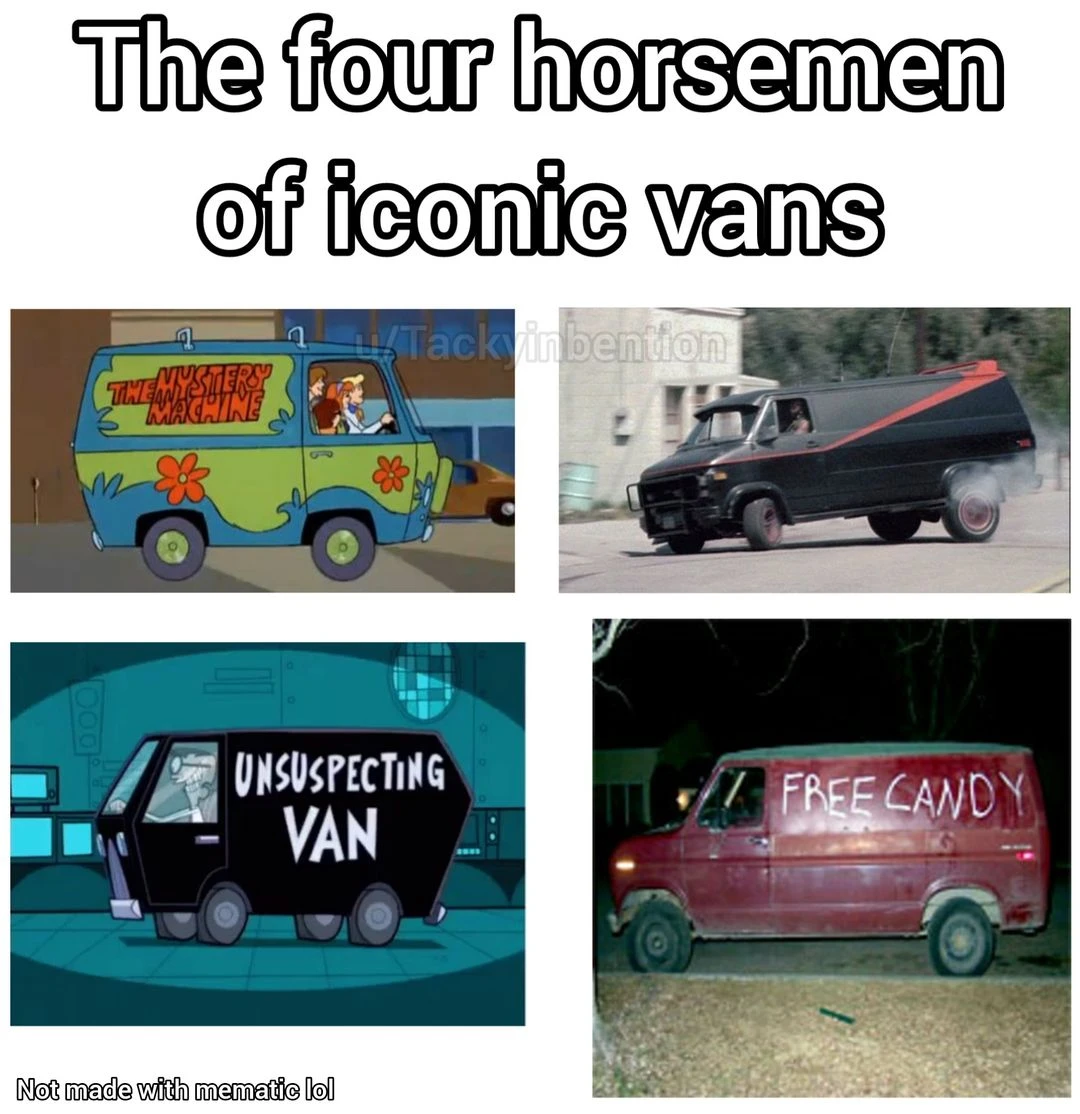 The four horsemen
of iconic vans
u/Tackyinbention
THE MYSTERY
MACHINE
UNSUSPECTING
VAN
FREE CANDY
Not made with mematic lol